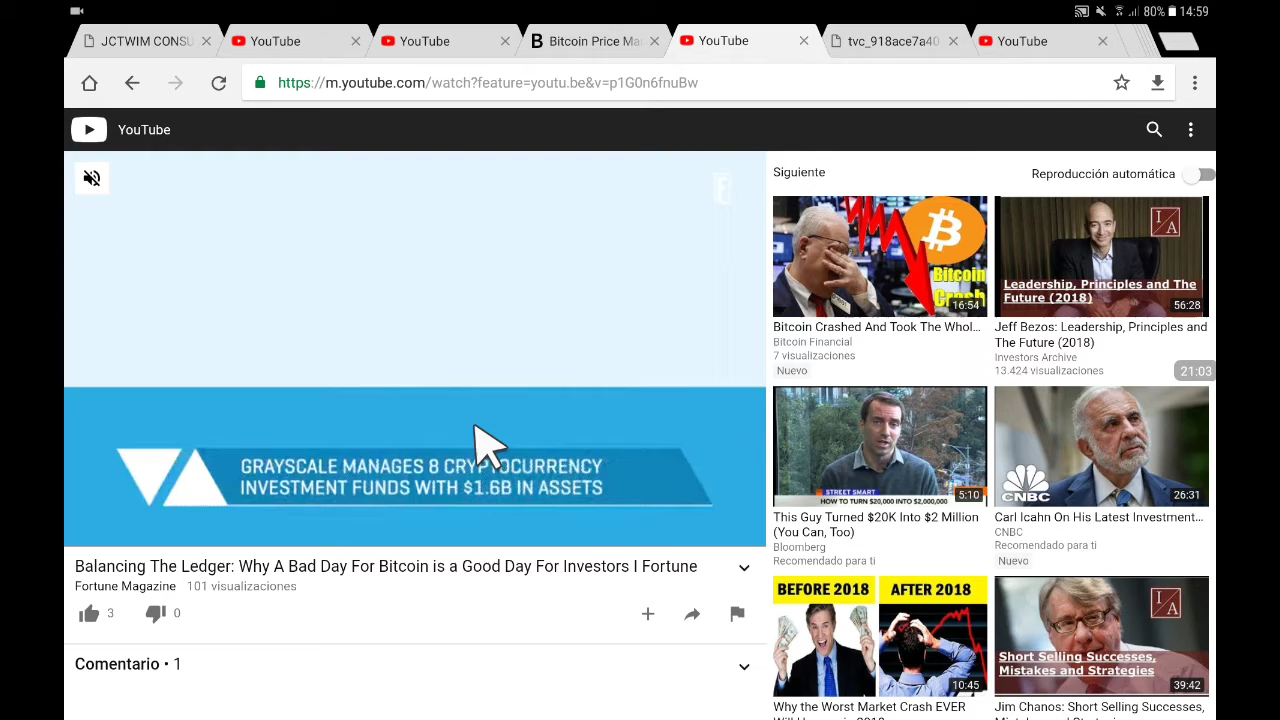 80% 14:59
JCTWIM CONSU
YouTube
YouTube
Bitcoin Price Ma
YouTube
tvc_918ace7a40
YouTube
https://m.youtube.com/watch?feature=youtu.be&v=p1G0n6fnuBw
YouTube
GRAYSCALE MANAGES 8 CRYPTOCURRENCY
INVESTMENT FUNDS WITH $1.6B IN ASSETS
Balancing The Ledger: Why A Bad Day For Bitcoin is a Good Day For Investors I Fortune
Fortune Magazine 101 visualizaciones
3 0
Comentario • 1
Siguiente
Reproducción automática
Bitcoin
Crash
16:54
Bitcoin Crashed And Took The Whol...
Bitcoin Financial
7 visualizaciones
Nuevo
I/A
Leadership, Principles and The
Future (2018)
56:28
Jeff Bezos: Leadership, Principles and
The Future (2018)
Investors Archive
13.424 visualizaciones
21:03
STREET SMART
HOW TO TURN $20,000 INTO $2,000,000
5:10
This Guy Turned $20K Into $2 Million
(You Can, Too)
Bloomberg
Recomendado para ti
CNBC
26:31
Carl Icahn On His Latest Investment...
CNBC
Recomendado para ti
Nuevo
BEFORE 2018
AFTER 2018
10:45
Why the Worst Market Crash EVER
I/A
Short Selling Successes,
Mistakes and Strategies
39:42
Jim Chanos: Short Selling Successes,